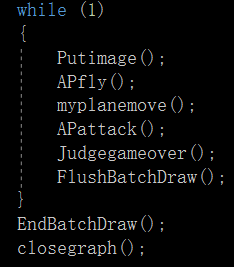 while (1)
{
Putimage();
APfly();
myplanemove();
APattack();
Judgegameover();
FlushBatchDraw();
}
EndBatchDraw();
closegraph();